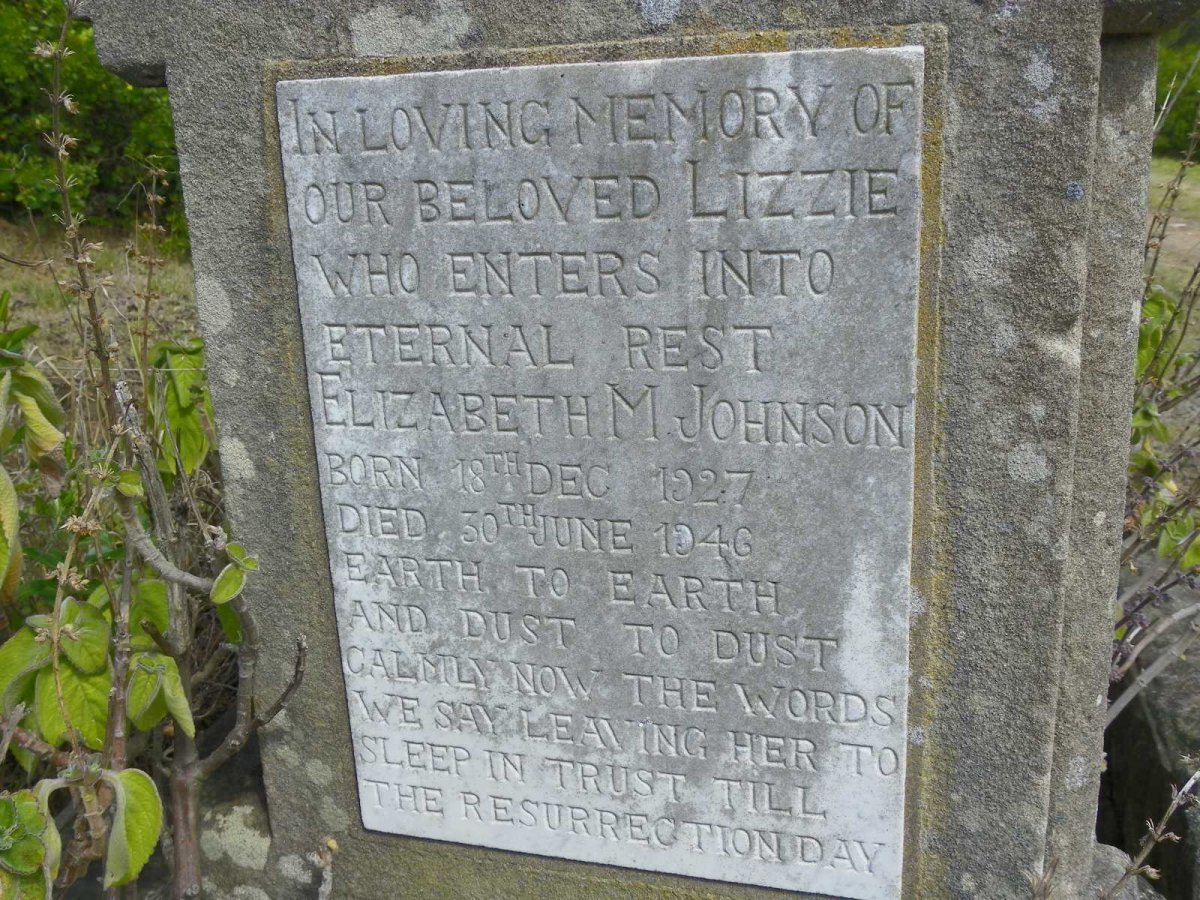 IN LOVING MEMORY OF
OUR BELOVED LIZZIE
WHO ENTERS INTO
ETERNAL REST
ELIZABETH M JOHNSON
BORN 18TH DEC 1927
DIED 30TH JUNE 1946
EARTH TO EARTH
AND DUST TO DUST
CALMILY NOW THE WORDS
WE SAY LEAVING HER TO
SLEEP IN TRUST TILL
THE RESURRECTION DAY